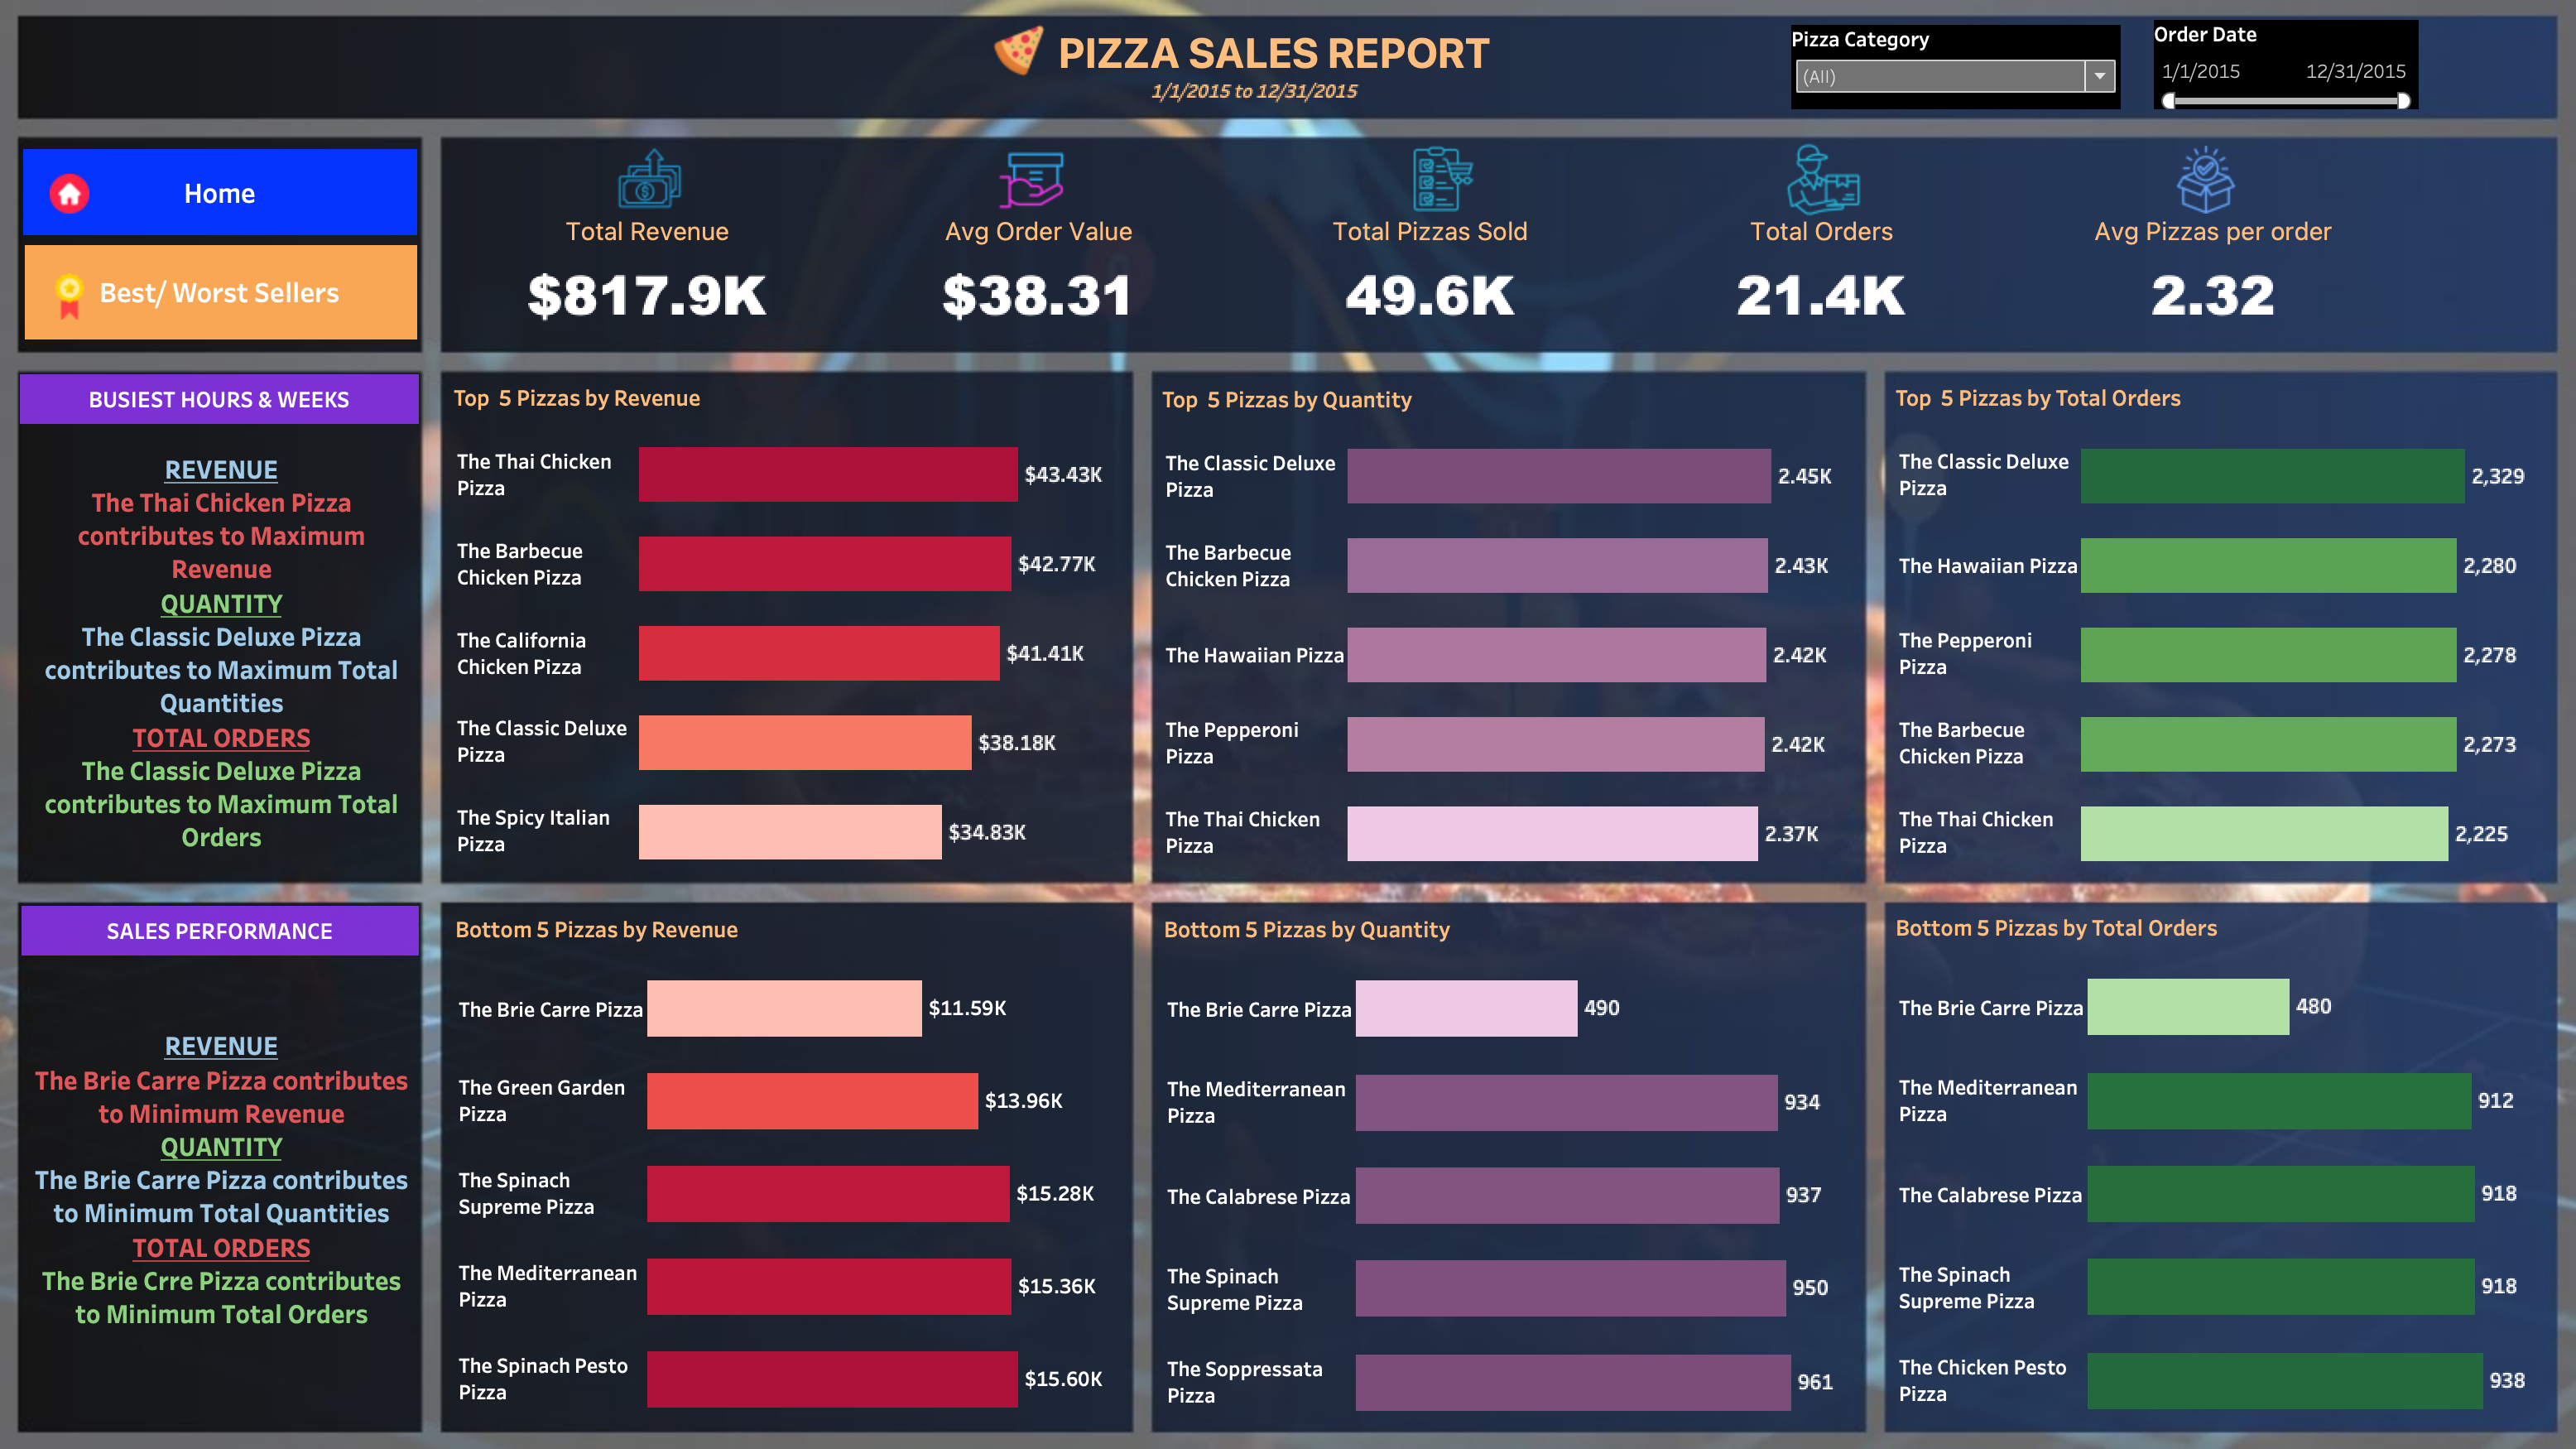 PIZZA SALES REPORT
1/1/2015 to 12/31/2015
Pizza Category
(All)
Order Date
1/1/2015 12/31/2015
Home
Best/ Worst Sellers
Total Revenue
$817.9K
Avg Order Value
$38.31
Total Pizzas Sold
49.6K
Total Orders
21.4K
Avg Pizzas per order
2.32
BUSIEST HOURS & WEEKS
REVENUE
The Thai Chicken Pizza
contributes to Maximum
Revenue
QUANTITY
The Classic Deluxe Pizza
contributes to Maximum Total
Quantities
TOTAL ORDERS
The Classic Deluxe Pizza
contributes to Maximum Total
Orders
Top 5 Pizzas by Revenue
The Thai Chicken
Pizza
$43.43K
The Barbecue
Chicken Pizza
$42.77K
The California
Chicken Pizza
$41.41K
The Classic Deluxe
Pizza
$38.18K
The Spicy Italian
Pizza
$34.83K
Top 5 Pizzas by Quantity
The Classic Deluxe
Pizza
2.45K
The Barbecue
Chicken Pizza
2.43K
The Hawaiian Pizza
2.42K
The Pepperoni
Pizza
2.42K
The Thai Chicken
Pizza
2.37K
Top 5 Pizzas by Total Orders
The Classic Deluxe
Pizza
2,329
The Hawaiian Pizza
2,280
The Pepperoni
Pizza
2,278
The Barbecue
Chicken Pizza
2,273
The Thai Chicken
Pizza
2,225
SALES PERFORMANCE
REVENUE
The Brie Carre Pizza contributes
to Minimum Revenue
QUANTITY
The Brie Carre Pizza contributes
to Minimum Total Quantities
TOTAL ORDERS
The Brie Crre Pizza contributes
to Minimum Total Orders
Bottom 5 Pizzas by Revenue
The Brie Carre Pizza
$11.59K
The Green Garden
Pizza
$13.96K
The Spinach
Supreme Pizza
$15.28K
The Mediterranean
Pizza
$15.36K
The Spinach Pesto
Pizza
$15.60K
Bottom 5 Pizzas by Quantity
The Brie Carre Pizza
490
The Mediterranean
Pizza
934
The Calabrese Pizza
937
The Spinach
Supreme Pizza
950
The Soppressata
Pizza
961
Bottom 5 Pizzas by Total Orders
The Brie Carre Pizza
480
The Mediterranean
Pizza
912
The Calabrese Pizza
918
The Spinach
Supreme Pizza
918
The Chicken Pesto
Pizza
938